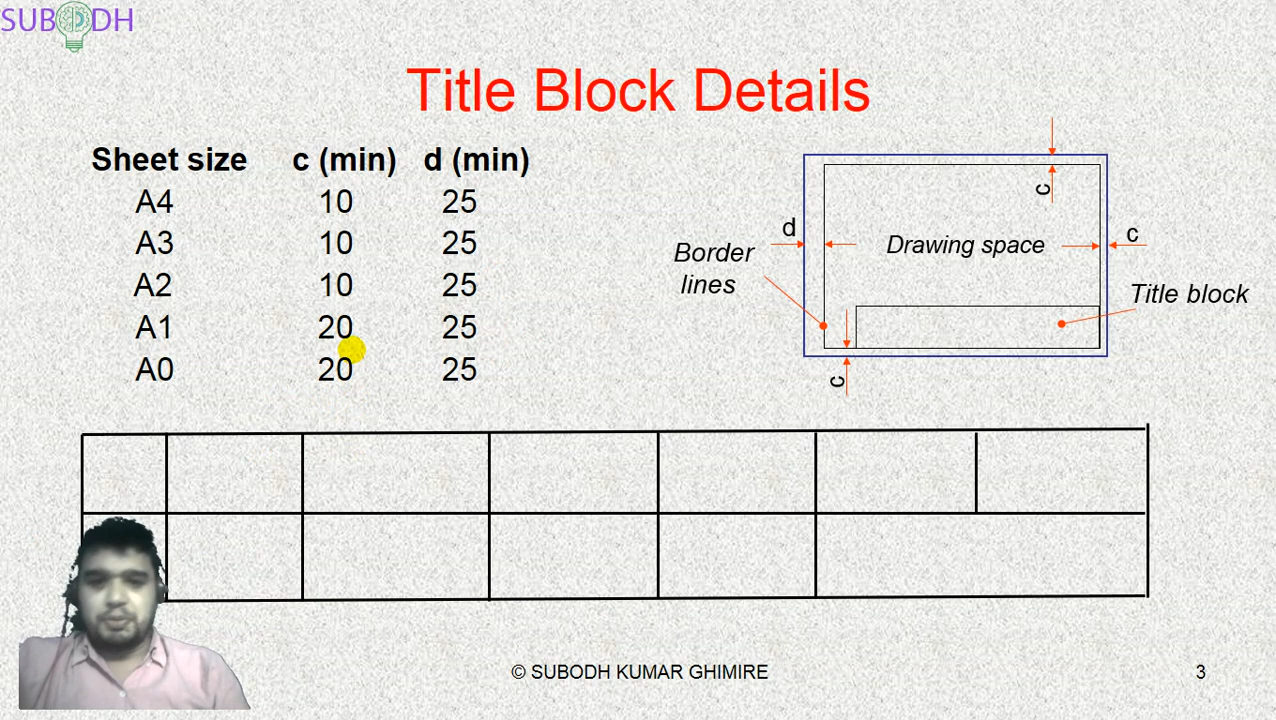 SUBODH
Title Block Details
Sheet size c (min) d (min)
A4 10 25
A3 10 25
A2 10 25
A1 20 25
A0 20 25
c
d
c
Drawing space
Border
lines
Title block
c
© SUBODH KUMAR GHIMIRE
3